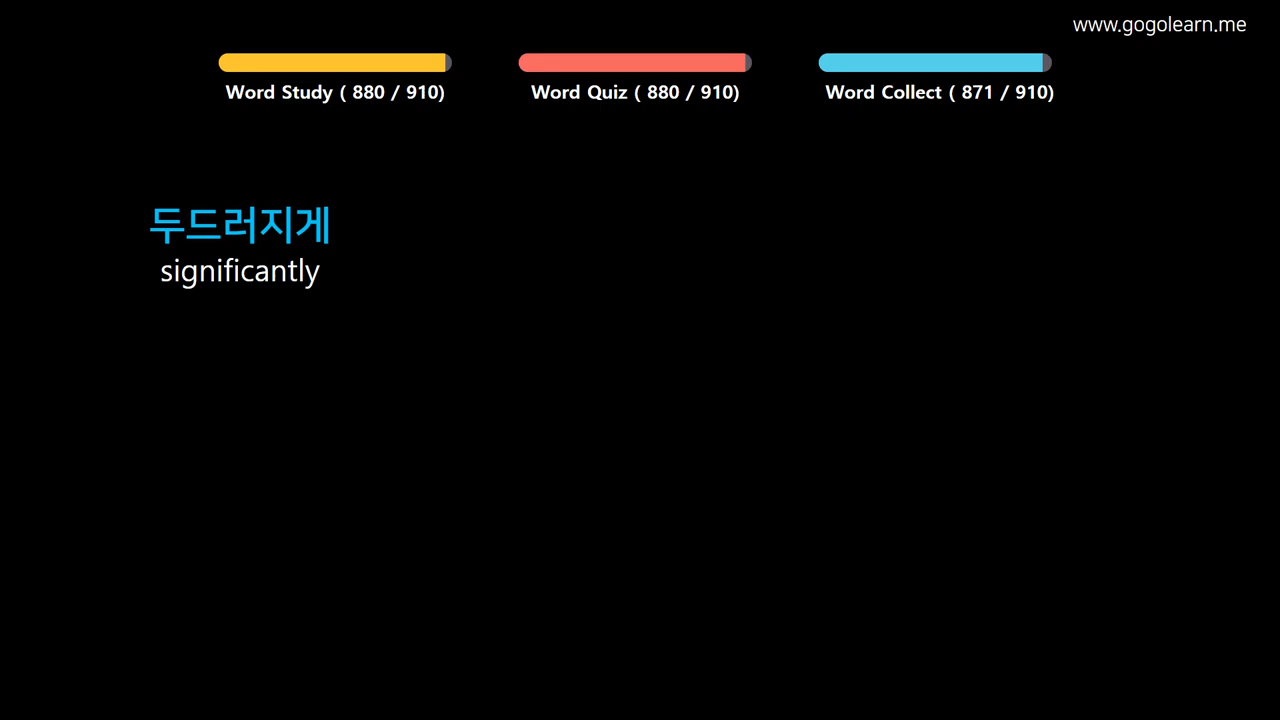 www.gogolearn.me
Word Study ( 880 / 910)
Word Quiz ( 880 / 910)
Word Collect ( 871 / 910)
두드러지게
significantly